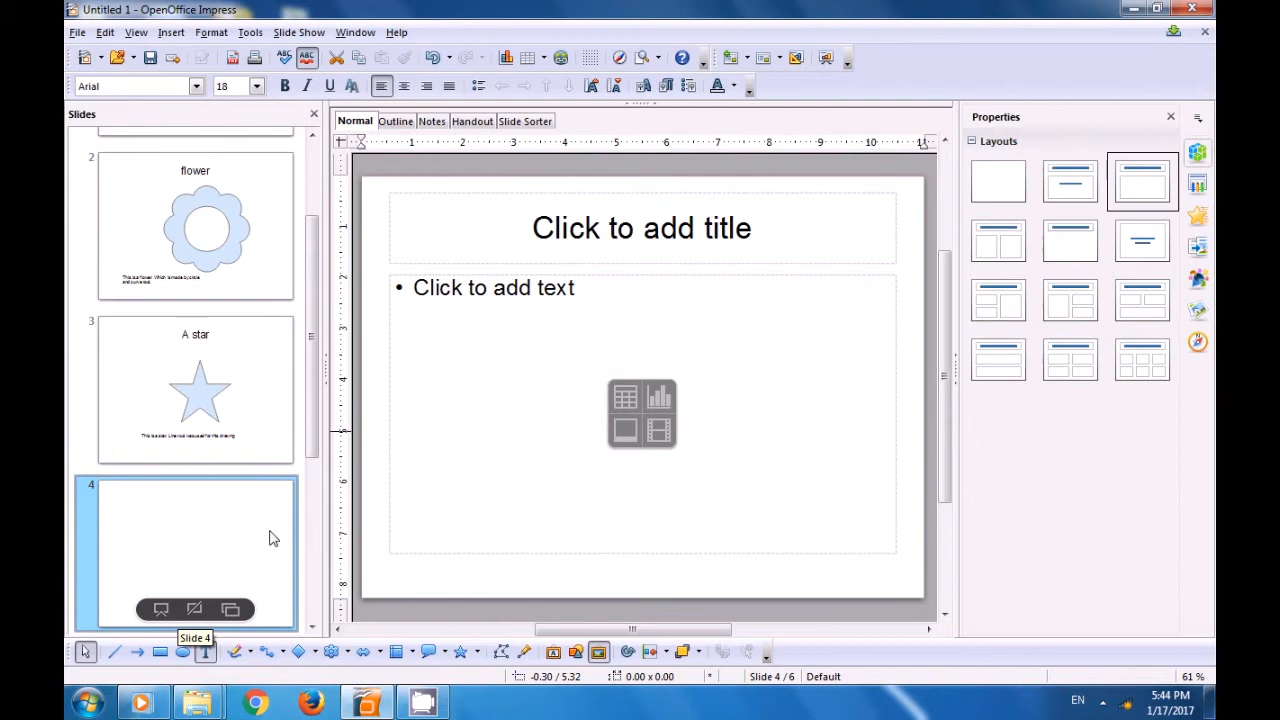 Untitled 1 - OpenOffice Impress
File Edit View Insert Format Tools Slide Show Window Help
Arial 18
Slides
Normal Outline Notes Handout Slide Sorter
Properties
Layouts
2
flower
3
A star
4
Slide 4
Click to add title
• Click to add text
-0.30 / 5.32 0.00 x 0.00 * Slide 4 / 6 Default 61 %
EN
5:44 PM
1/17/2017